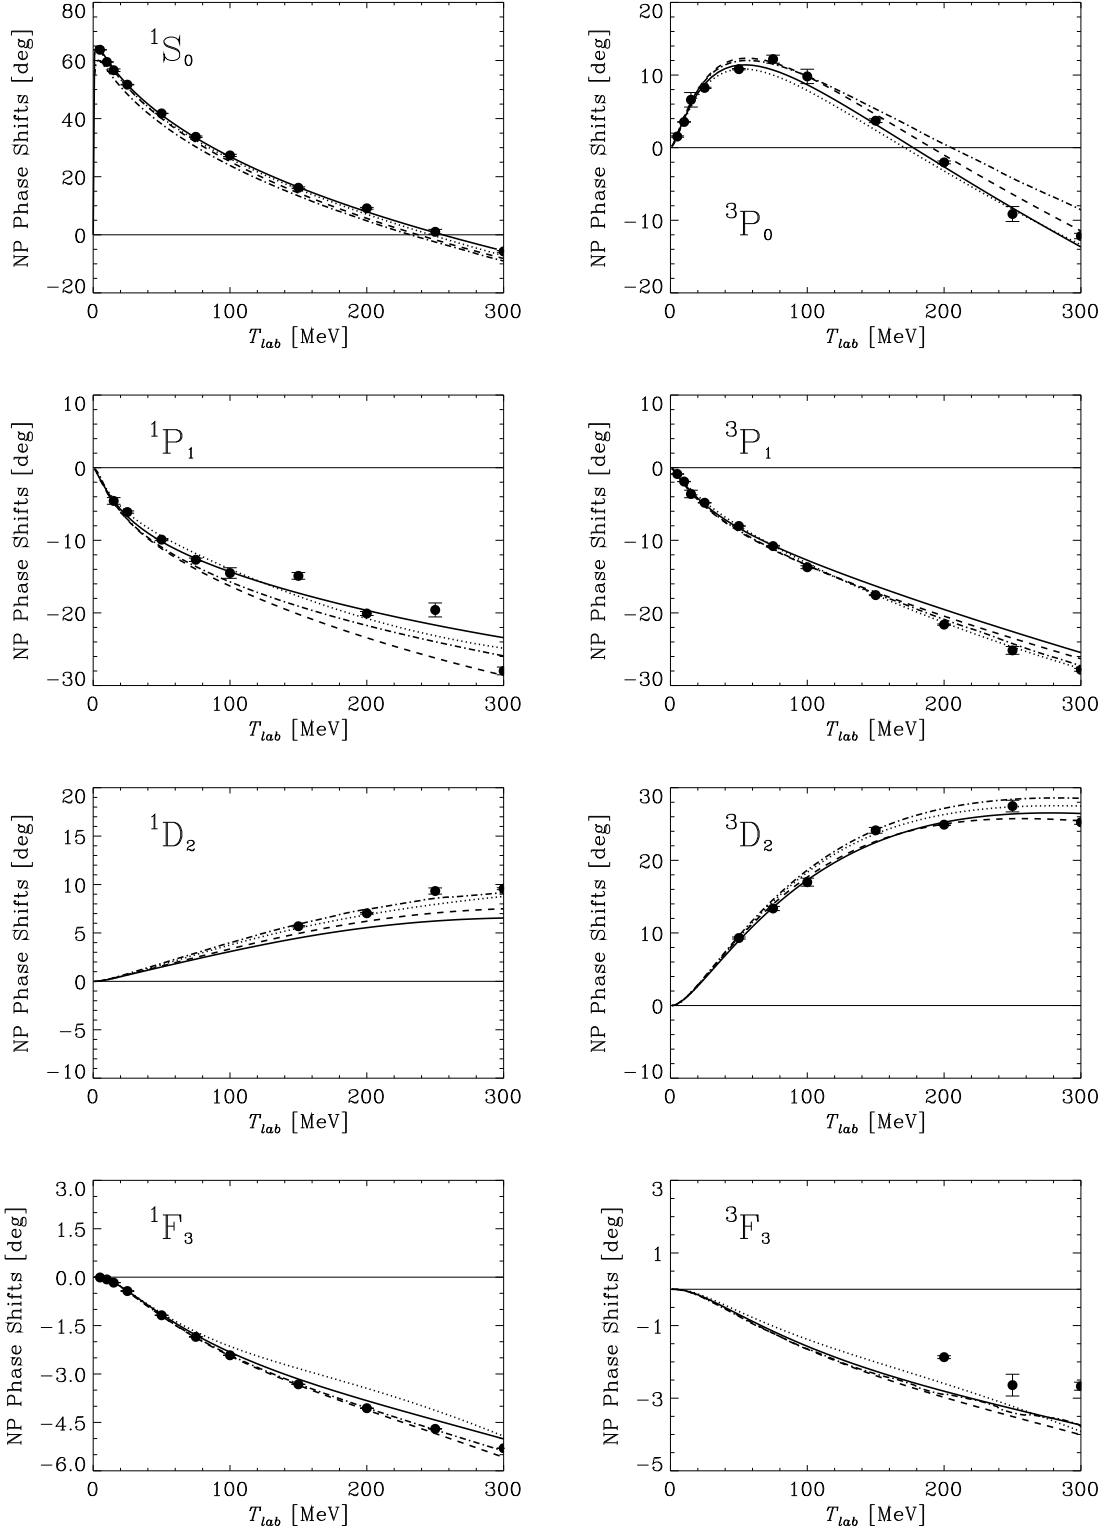 80
60
40
20
0
−20
NP Phase Shifts [deg]
¹S₀
0 100 200 300
T_lab [MeV]
20
10
0
−10
−20
NP Phase Shifts [deg]
³P₀
0 100 200 300
T_lab [MeV]
10
0
−10
−20
−30
NP Phase Shifts [deg]
¹P₁
0 100 200 300
T_lab [MeV]
10
0
−10
−20
−30
NP Phase Shifts [deg]
³P₁
0 100 200 300
T_lab [MeV]
20
15
10
5
0
−5
−10
NP Phase Shifts [deg]
¹D₂
0 100 200 300
T_lab [MeV]
30
20
10
0
−10
NP Phase Shifts [deg]
³D₂
0 100 200 300
T_lab [MeV]
3.0
1.5
0.0
−1.5
−3.0
−4.5
−6.0
NP Phase Shifts [deg]
¹F₃
0 100 200 300
T_lab [MeV]
3
1
−1
−3
−5
NP Phase Shifts [deg]
³F₃
0 100 200 300
T_lab [MeV]